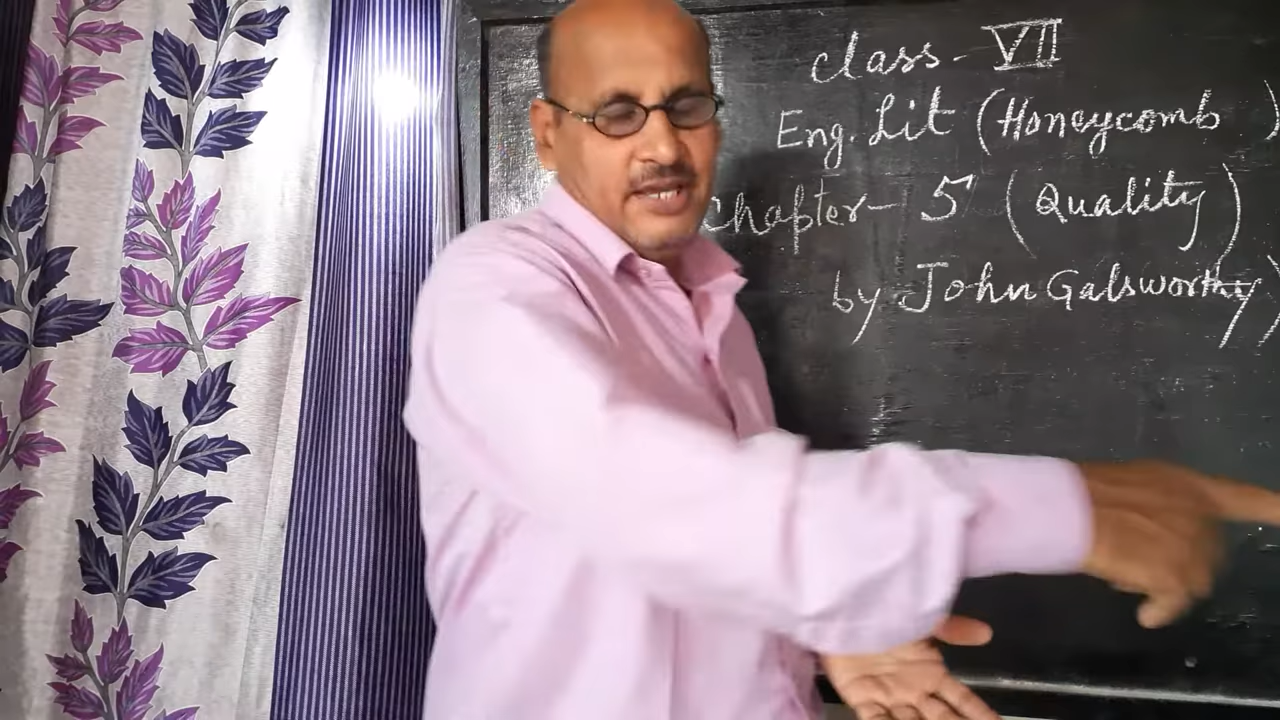 class - VII
Eng. Lit (Honeycomb )
chapter - 5 (Quality)
by John Galsworthy)